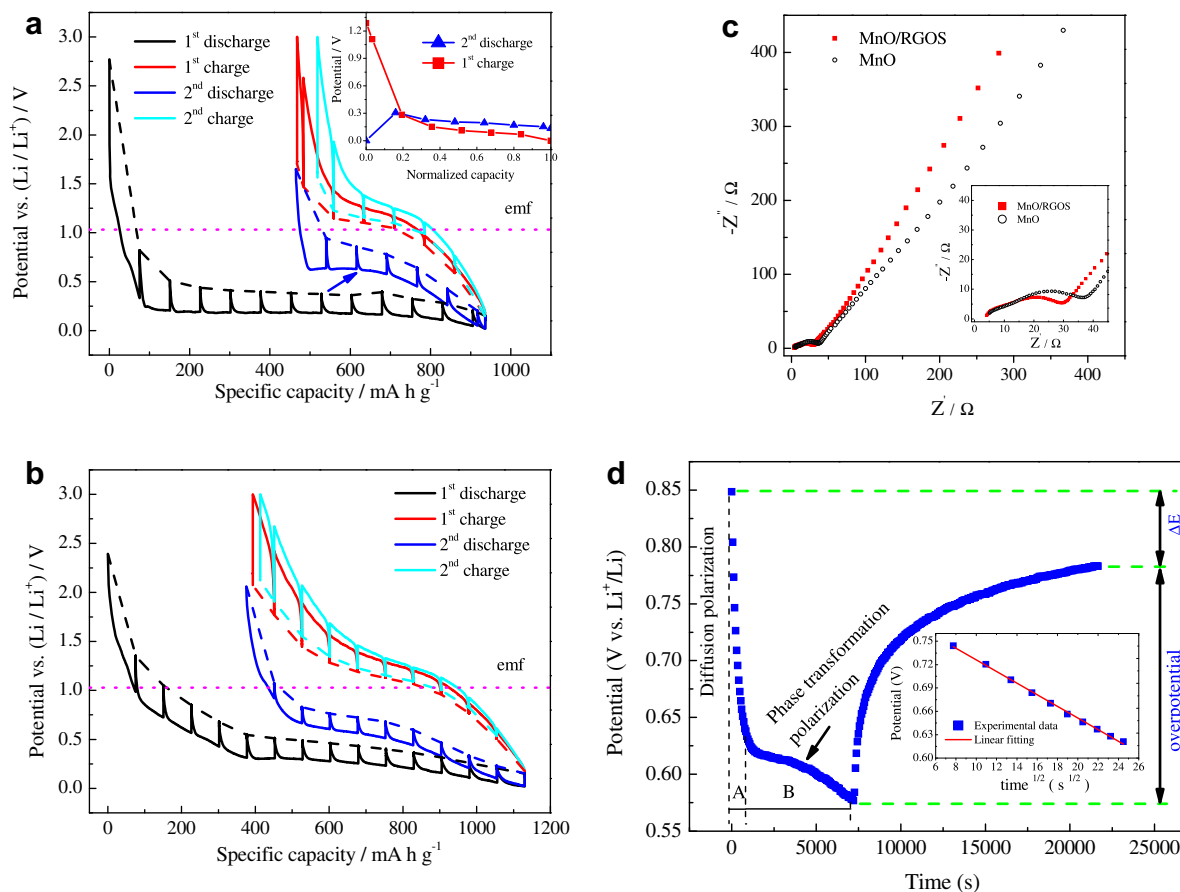 a
Potential vs. (Li / Li⁺) / V
3.0
2.5
2.0
1.5
1.0
0.5
0.0
1ˢᵗ discharge
1ˢᵗ charge
2ⁿᵈ discharge
2ⁿᵈ charge
emf
0 200 400 600 800 1000
Specific capacity / mA h g⁻¹
Potential / V
1.2
0.9
0.6
0.3
0.0
2ⁿᵈ discharge
1ˢᵗ charge
0.0 0.2 0.4 0.6 0.8 1.0
Normalized capacity
c
-Z'' / Ω
400
300
200
100
0
MnO/RGOS
MnO
0 100 200 300 400
Z' / Ω
-Z'' / Ω
40
30
20
10
0
MnO/RGOS
MnO
0 10 20 30 40
Z' / Ω
b
Potential vs. (Li / Li⁺) / V
3.0
2.5
2.0
1.5
1.0
0.5
0.0
1ˢᵗ discharge
1ˢᵗ charge
2ⁿᵈ discharge
2ⁿᵈ charge
emf
0 200 400 600 800 1000 1200
Specific capacity / mA h g⁻¹
d
Potential (V vs. Li⁺/Li)
0.85
0.80
0.75
0.70
0.65
0.60
0.55
Diffusion polarization
Phase transformation
polarization
A B
ΔE
overpotential
0 5000 10000 15000 20000 25000
Time (s)
Potential (V)
0.75
0.72
0.69
0.66
0.63
0.60
Experimental data
Linear fitting
6 8 10 12 14 16 18 20 22 24 26
time ¹/² ( s ¹/²)